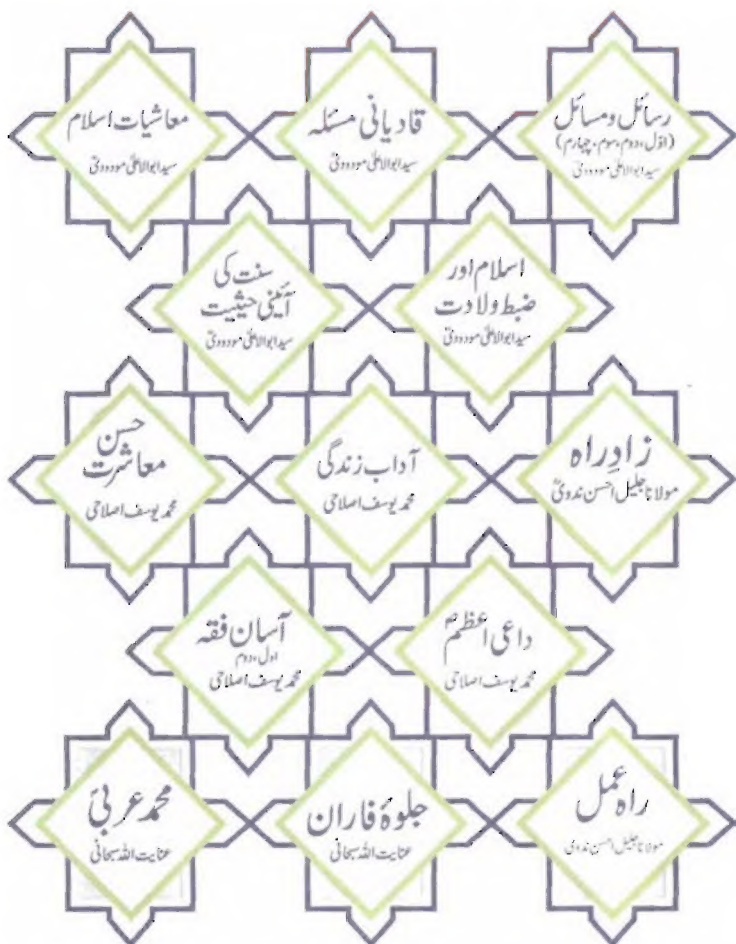 رسائل و مسائل
(اوّل، دوم، سوم، چہارم)
سید ابوالاعلیٰ مودودیؒ
قادیانی مسئلہ
سید ابوالاعلیٰ مودودیؒ
معاشیات اسلام
سید ابوالاعلیٰ مودودیؒ
اسلام اور
ضبط ولادت
سید ابوالاعلیٰ مودودیؒ
سنت کی
آئینی حیثیت
سید ابوالاعلیٰ مودودیؒ
زادِ راہ
مولانا جلیل احسن ندویؒ
آداب زندگی
محمد یوسف اصلاحی
حسن
معاشرت
محمد یوسف اصلاحی
داعی اعظمؐ
محمد یوسف اصلاحی
آسان فقہ
اول، دوم
محمد یوسف اصلاحی
راہ عمل
مولانا جلیل احسن ندویؒ
جلوۂ فاران
عنایت اللہ سبحانی
محمد عربیؐ
عنایت اللہ سبحانی